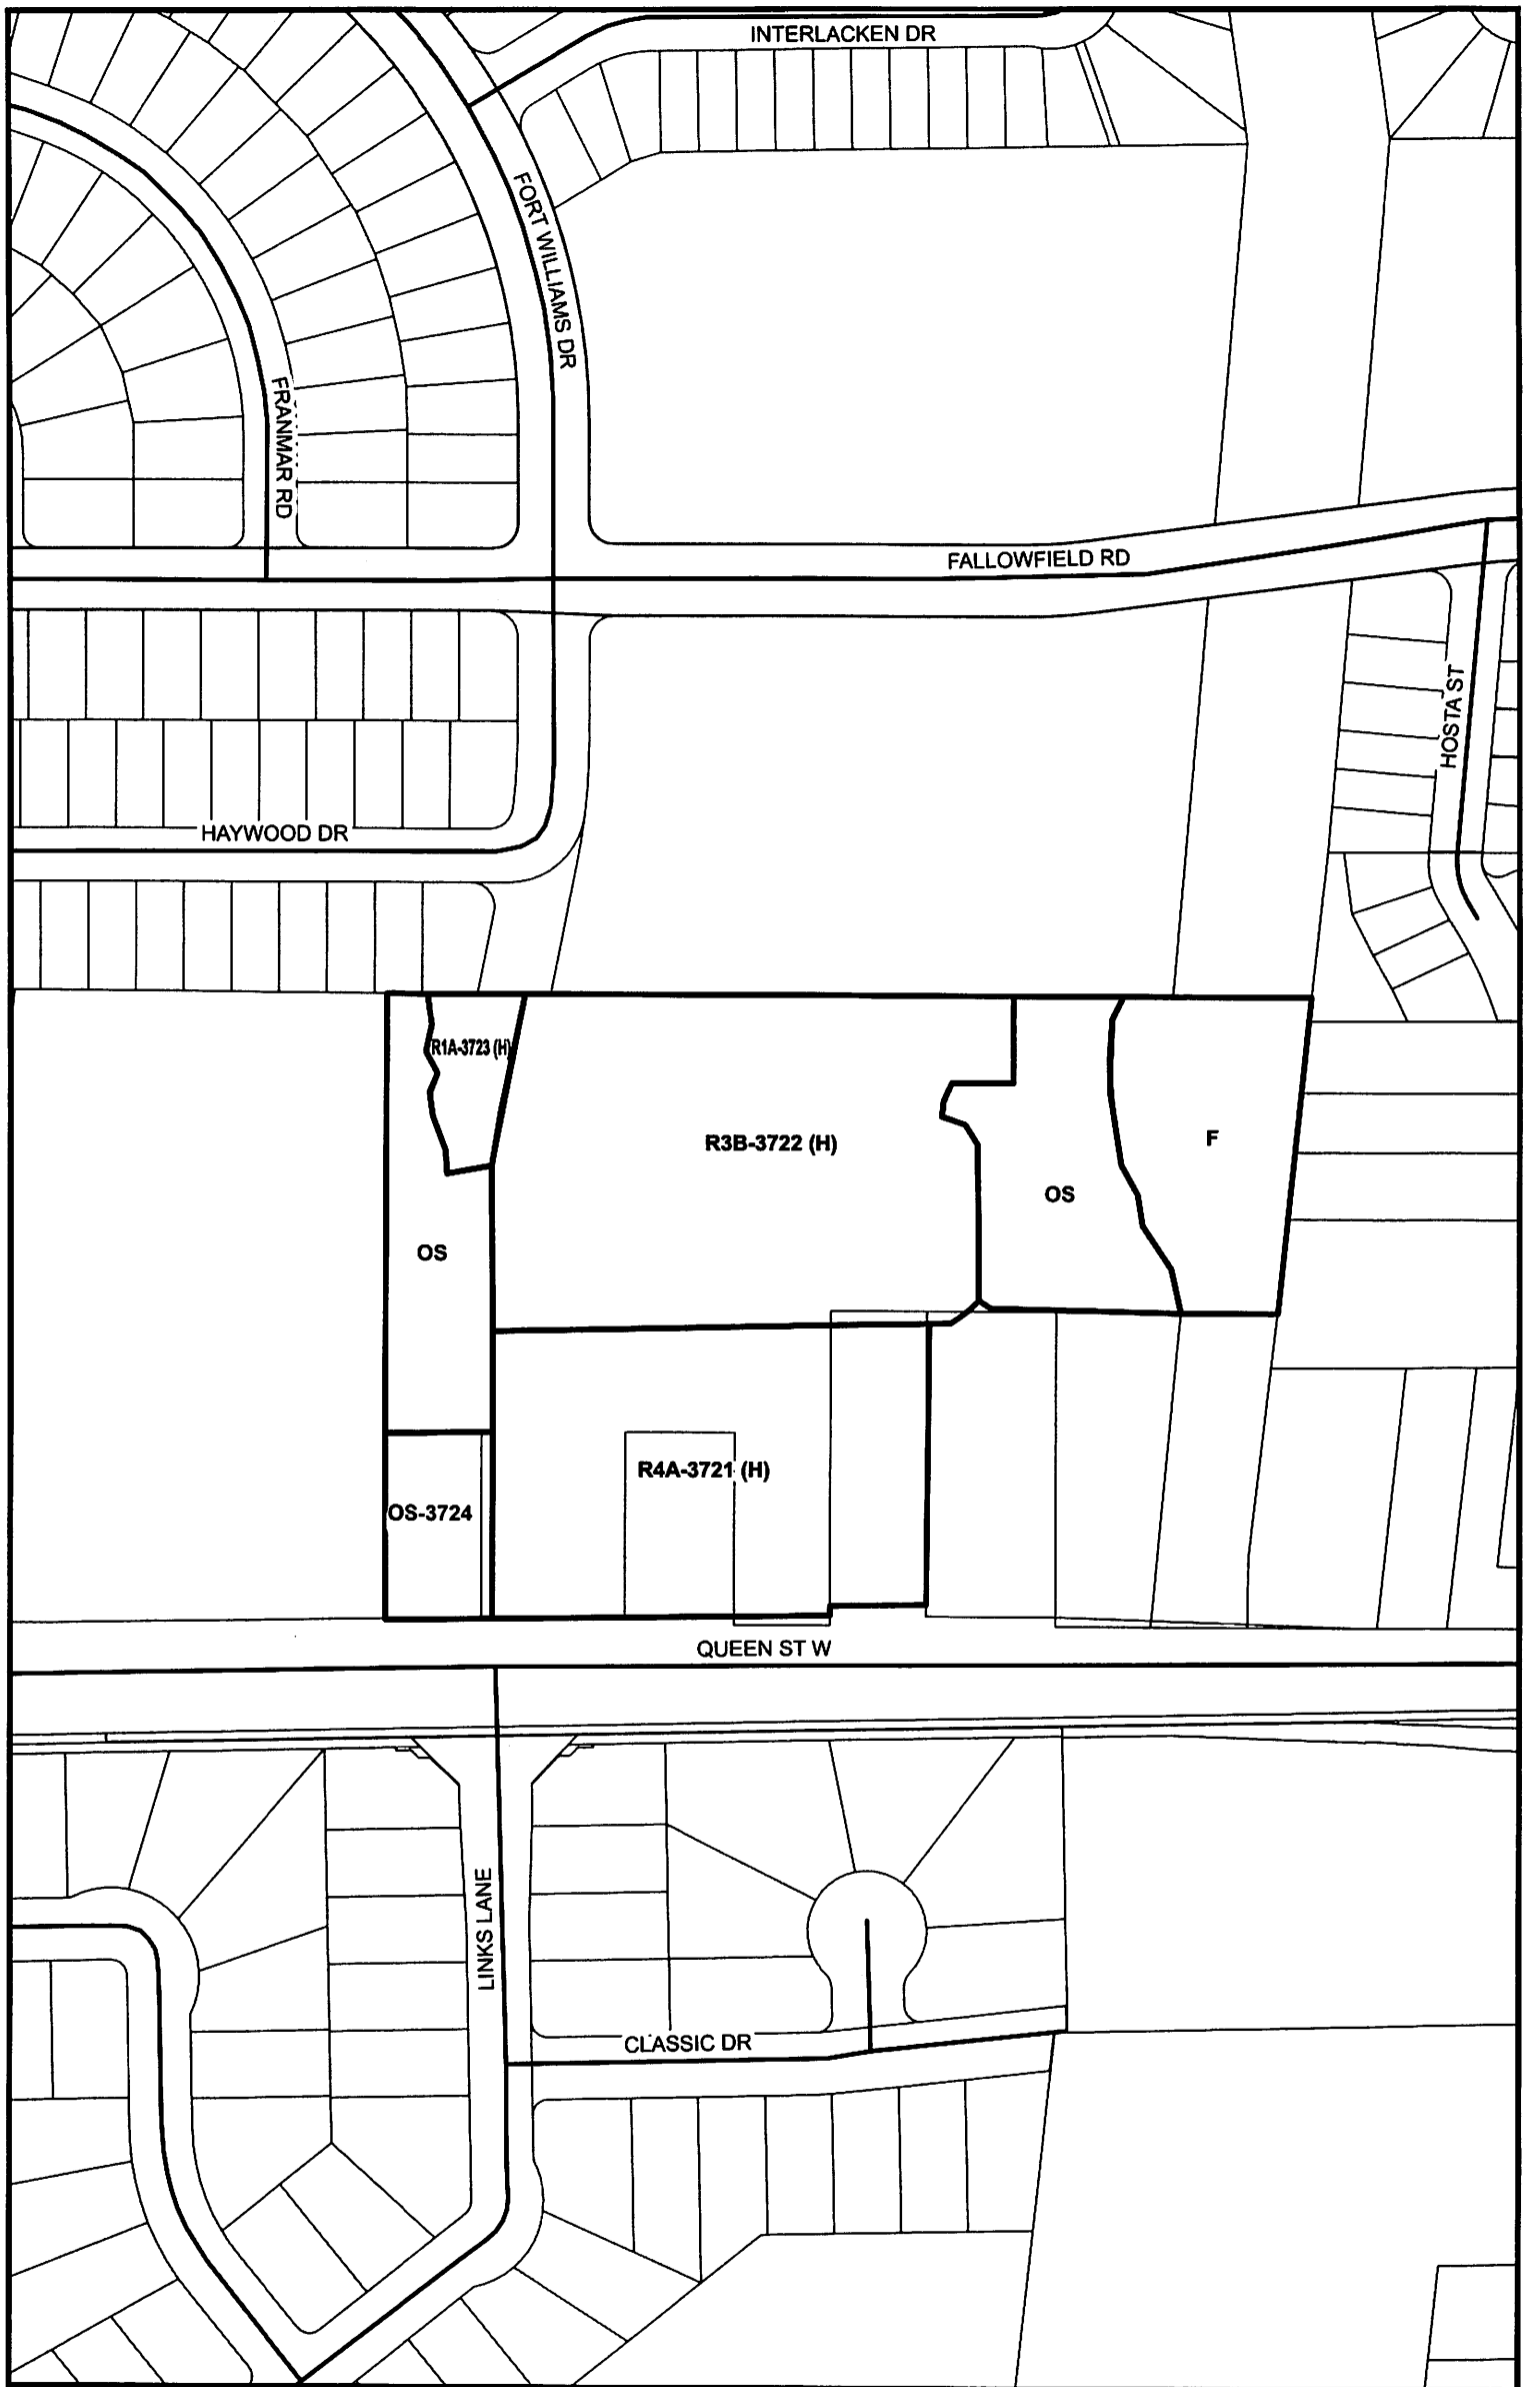 INTERLACKEN DR
FORT WILLIAMS DR
FRANMAR RD
FALLOWFIELD RD
HOSTA ST
HAYWOOD DR
R1A-3723 (H)
R3B-3722 (H)
F
OS
OS
R4A-3721 (H)
OS-3724
QUEEN ST W
LINKS LANE
CLASSIC DR